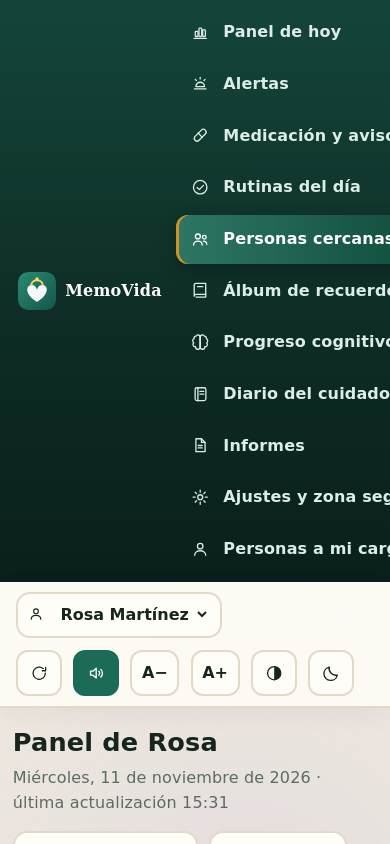 Panel de hoy
Alertas
Medicación y aviso
Rutinas del día
Personas cercanas
MemoVida
Álbum de recuerdo
Progreso cognitivo
Diario del cuidado
Informes
Ajustes y zona seg
Personas a mi carg
Rosa Martínez
A− A+
Panel de Rosa
Miércoles, 11 de noviembre de 2026 ·
última actualización 15:31